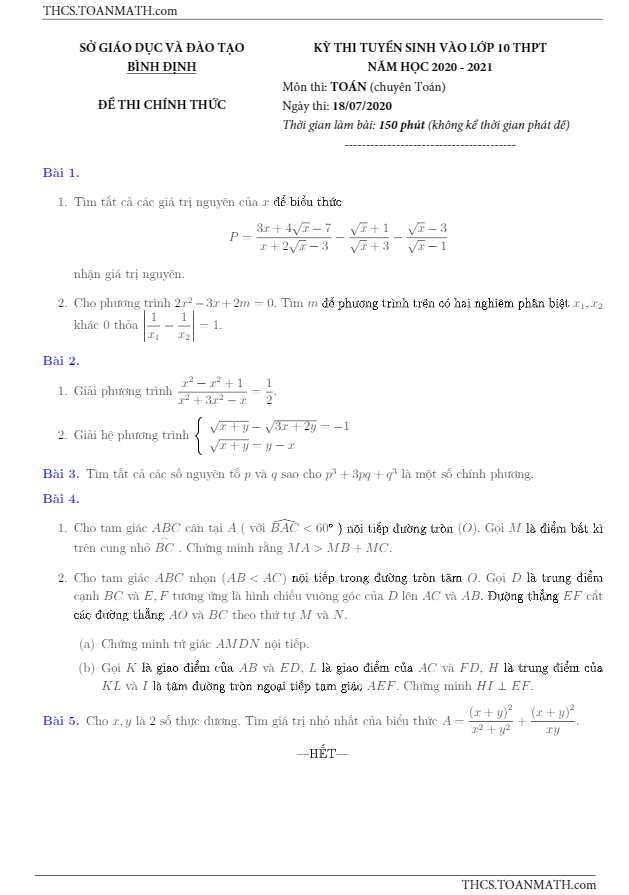 THCS.TOANMATH.com
SỞ GIÁO DỤC VÀ ĐÀO TẠO
BÌNH ĐỊNH
ĐỀ THI CHÍNH THỨC
KỲ THI TUYỂN SINH VÀO LỚP 10 THPT
NĂM HỌC 2020 - 2021
Môn thi: TOÁN (chuyên Toán)
Ngày thi: 18/07/2020
Thời gian làm bài: 150 phút (không kể thời gian phát đề)
----------------------------------------
Bài 1.
1. Tìm tất cả các giá trị nguyên của x để biểu thức
P = \frac{3x + 4\sqrt{x} - 7}{x + 2\sqrt{x} - 3} - \frac{\sqrt{x} + 1}{\sqrt{x} + 3} - \frac{\sqrt{x} - 3}{\sqrt{x} - 1}
nhận giá trị nguyên.
2. Cho phương trình 2x² − 3x + 2m = 0. Tìm m để phương trình trên có hai nghiệm phân biệt x₁, x₂
khác 0 thỏa \left|\frac{1}{x_1} - \frac{1}{x_2}\right| = 1.
Bài 2.
1. Giải phương trình \frac{x^2 - x^2 + 1}{x^2 + 3x^2 - x} = \frac{1}{2}.
2. Giải hệ phương trình \begin{cases} \sqrt{x + y} - \sqrt{3x + 2y} = -1 \\ \sqrt{x + y} = y - x \end{cases}
Bài 3. Tìm tất cả các số nguyên tố p và q sao cho p³ + 3pq + q³ là một số chính phương.
Bài 4.
1. Cho tam giác ABC cân tại A ( với \widehat{BAC} < 60° ) nội tiếp đường tròn (O). Gọi M là điểm bất kì
trên cung nhỏ \overset{\frown}{BC} . Chứng minh rằng MA > MB + MC.
2. Cho tam giác ABC nhọn (AB < AC) nội tiếp trong đường tròn tâm O. Gọi D là trung điểm
cạnh BC và E, F tương ứng là hình chiếu vuông góc của D lên AC và AB. Đường thẳng EF cắt
các đường thẳng AO và BC theo thứ tự M và N.
(a) Chứng minh tứ giác AMDN nội tiếp.
(b) Gọi K là giao điểm của AB và ED, L là giao điểm của AC và FD, H là trung điểm của
KL và I là tâm đường tròn ngoại tiếp tam giác AEF. Chứng minh HI ⊥ EF.
Bài 5. Cho x, y là 2 số thực dương. Tìm giá trị nhỏ nhất của biểu thức A = \frac{(x + y)^2}{x^2 + y^2} + \frac{(x + y)^2}{xy}.
—HẾT—
THCS.TOANMATH.com